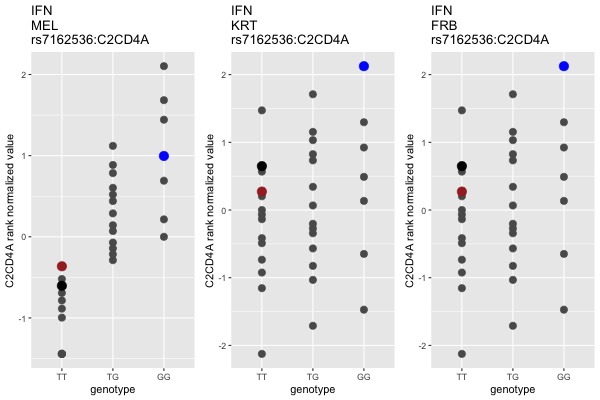 IFN
MEL
rs7162536:C2CD4A
C2CD4A rank normalized value
2
1
0
-1
TT TG GG
genotype
IFN
KRT
rs7162536:C2CD4A
C2CD4A rank normalized value
2
1
0
-1
-2
TT TG GG
genotype
IFN
FRB
rs7162536:C2CD4A
C2CD4A rank normalized value
2
1
0
-1
-2
TT TG GG
genotype